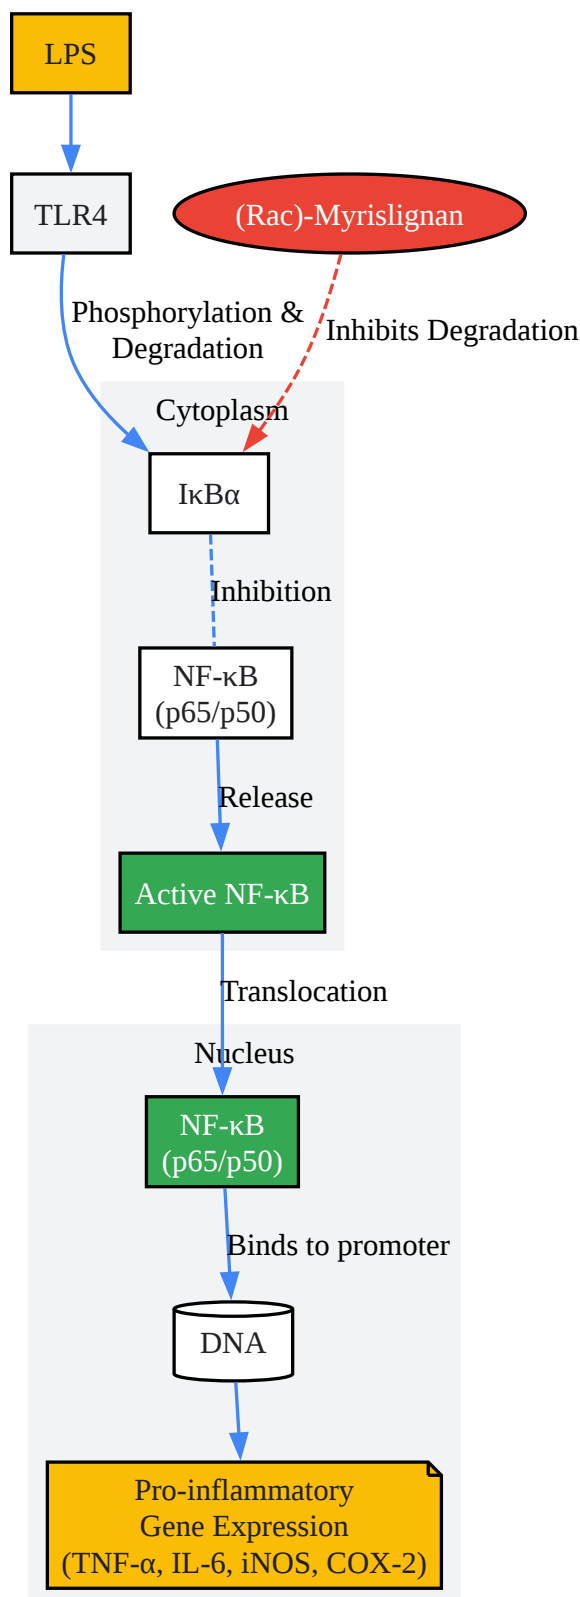 LPS
TLR4
(Rac)-Myrislignan
Phosphorylation &
Degradation
Inhibits Degradation
Cytoplasm
IκBα
Inhibition
NF-κB
(p65/p50)
Release
Active NF-κB
Translocation
Nucleus
NF-κB
(p65/p50)
Binds to promoter
DNA
Pro-inflammatory
Gene Expression
(TNF-α, IL-6, iNOS, COX-2)